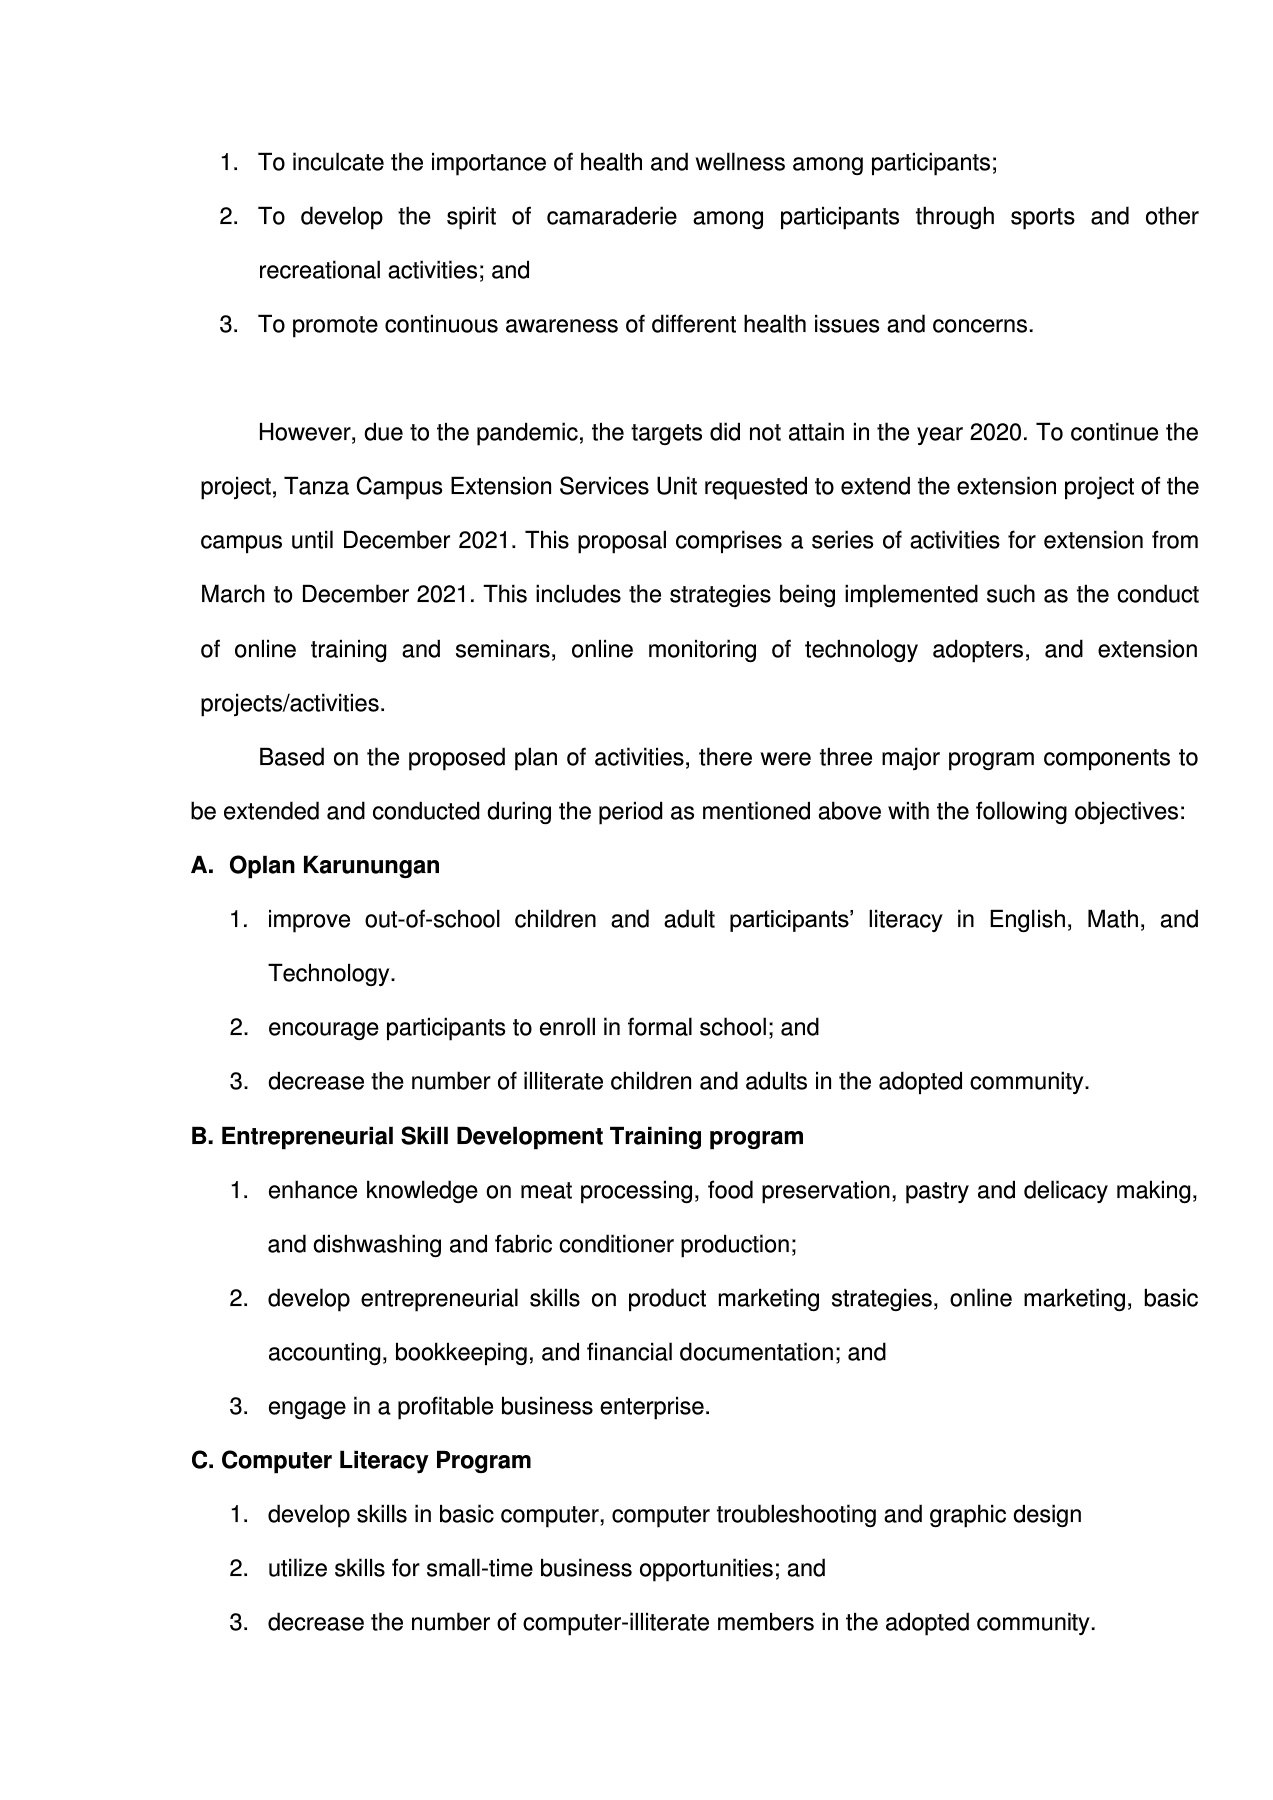 1. To inculcate the importance of health and wellness among participants;
2. To develop the spirit of camaraderie among participants through sports and other
recreational activities; and
3. To promote continuous awareness of different health issues and concerns.
However, due to the pandemic, the targets did not attain in the year 2020. To continue the
project, Tanza Campus Extension Services Unit requested to extend the extension project of the
campus until December 2021. This proposal comprises a series of activities for extension from
March to December 2021. This includes the strategies being implemented such as the conduct
of online training and seminars, online monitoring of technology adopters, and extension
projects/activities.
Based on the proposed plan of activities, there were three major program components to
be extended and conducted during the period as mentioned above with the following objectives:
A. Oplan Karunungan
1. improve out-of-school children and adult participants’ literacy in English, Math, and
Technology.
2. encourage participants to enroll in formal school; and
3. decrease the number of illiterate children and adults in the adopted community.
B. Entrepreneurial Skill Development Training program
1. enhance knowledge on meat processing, food preservation, pastry and delicacy making,
and dishwashing and fabric conditioner production;
2. develop entrepreneurial skills on product marketing strategies, online marketing, basic
accounting, bookkeeping, and financial documentation; and
3. engage in a profitable business enterprise.
C. Computer Literacy Program
1. develop skills in basic computer, computer troubleshooting and graphic design
2. utilize skills for small-time business opportunities; and
3. decrease the number of computer-illiterate members in the adopted community.